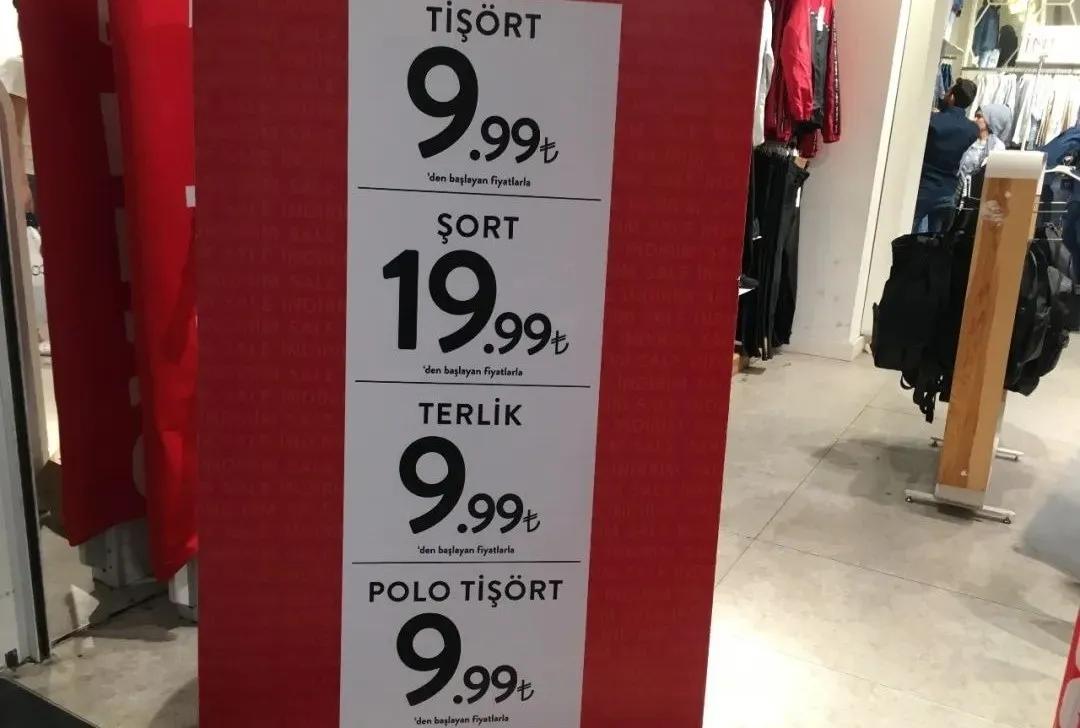 TİŞÖRT
9.99₺
'den başlayan fiyatlarla
ŞORT
19.99₺
'den başlayan fiyatlarla
TERLİK
9.99₺
'den başlayan fiyatlarla
POLO TİŞÖRT
9.99₺
'den başlayan fiyatlarla